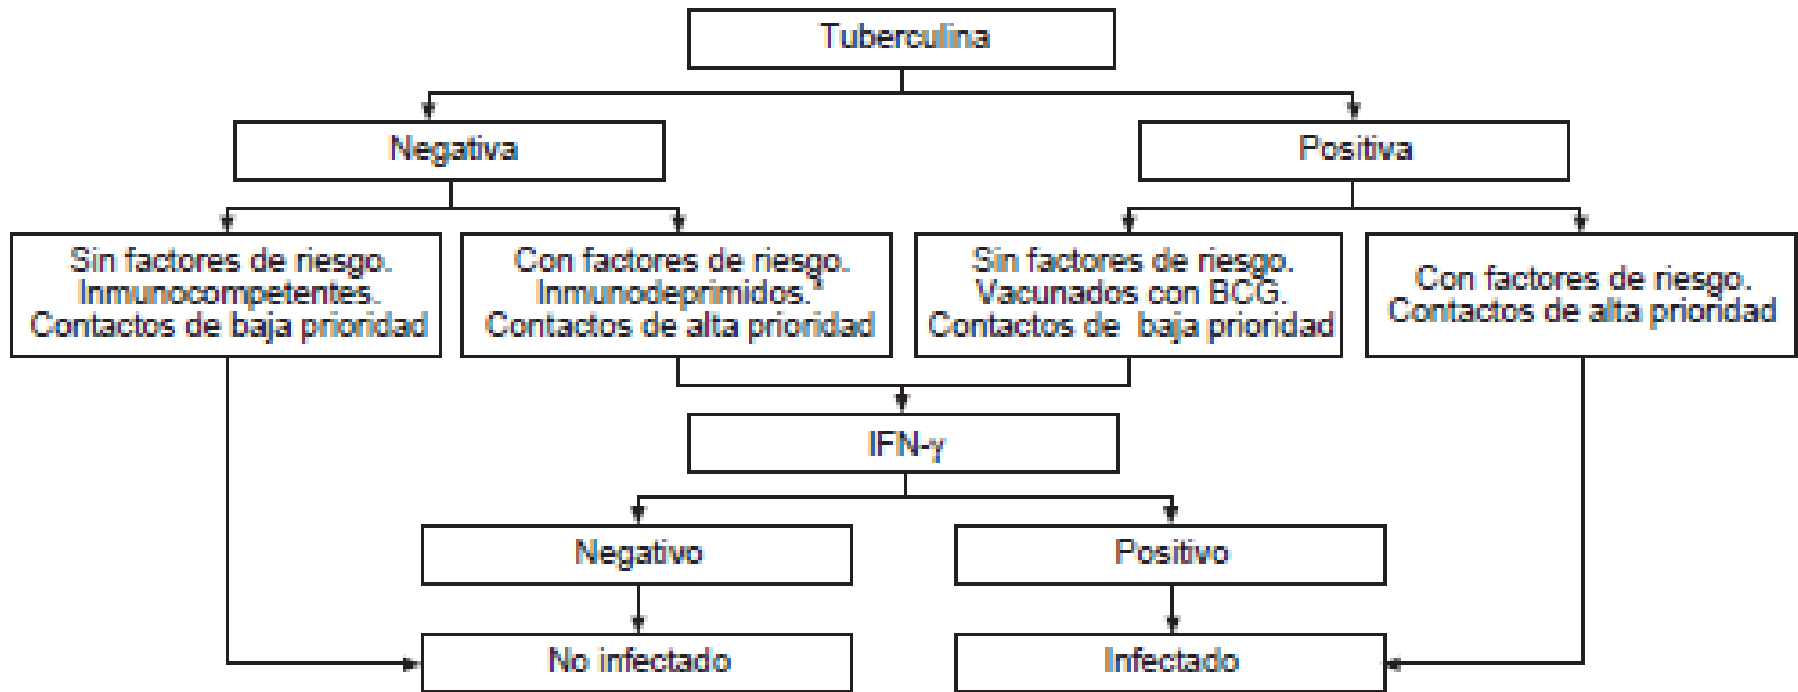 Tuberculina
Negativa
Positiva
Sin factores de riesgo.
Inmunocompetentes.
Contactos de baja prioridad
Con factores de riesgo.
Inmunodeprimidos.
Contactos de alta prioridad
Sin factores de riesgo.
Vacunados con BCG.
Contactos de baja prioridad
Con factores de riesgo.
Contactos de alta prioridad
IFN-γ
Negativo
Positivo
No infectado
Infectado